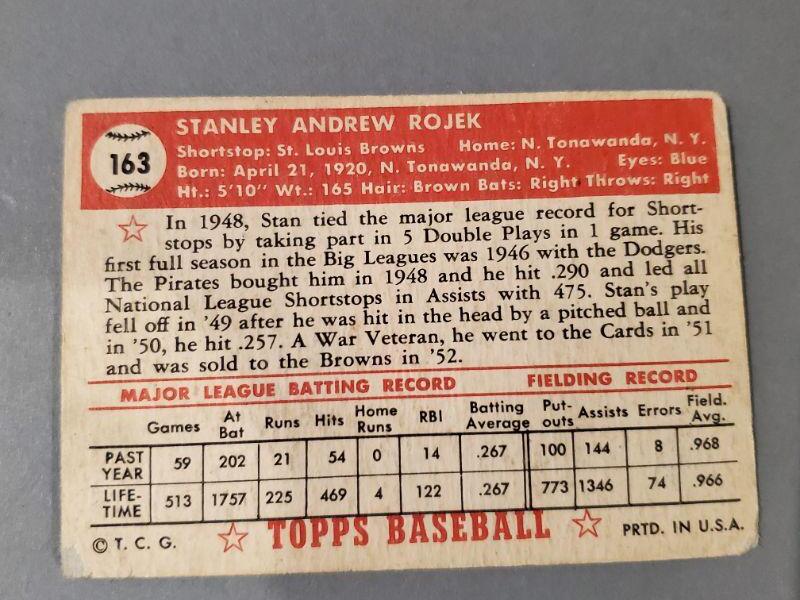 163
STANLEY ANDREW ROJEK
Shortstop: St. Louis Browns Home: N. Tonawanda, N. Y.
Born: April 21, 1920, N. Tonawanda, N. Y. Eyes: Blue
Ht.: 5'10" Wt.: 165 Hair: Brown Bats: Right Throws: Right
In 1948, Stan tied the major league record for Short-
stops by taking part in 5 Double Plays in 1 game. His
first full season in the Big Leagues was 1946 with the Dodgers.
The Pirates bought him in 1948 and he hit .290 and led all
National League Shortstops in Assists with 475. Stan's play
fell off in '49 after he was hit in the head by a pitched ball and
in '50, he hit .257. A War Veteran, he went to the Cards in '51
and was sold to the Browns in '52.
MAJOR LEAGUE BATTING RECORD FIELDING RECORD
Games At Bat Runs Hits Home Runs RBI Batting Average Put-outs Assists Errors Field. Avg.
PAST YEAR 59 202 21 54 0 14 .267 100 144 8 .968
LIFE-TIME 513 1757 225 469 4 122 .267 773 1346 74 .966
© T. C. G. TOPPS BASEBALL PRTD. IN U.S.A.